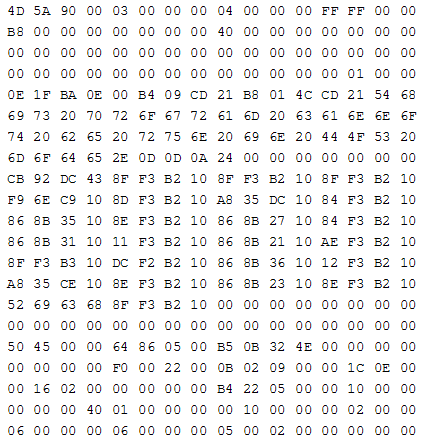 4D 5A 90 00 03 00 00 00 04 00 00 00 FF FF 00 00
B8 00 00 00 00 00 00 00 40 00 00 00 00 00 00 00
00 00 00 00 00 00 00 00 00 00 00 00 00 00 00 00
00 00 00 00 00 00 00 00 00 00 00 00 00 01 00 00
0E 1F BA 0E 00 B4 09 CD 21 B8 01 4C CD 21 54 68
69 73 20 70 72 6F 67 72 61 6D 20 63 61 6E 6E 6F
74 20 62 65 20 72 75 6E 20 69 6E 20 44 4F 53 20
6D 6F 64 65 2E 0D 0D 0A 24 00 00 00 00 00 00 00
CB 92 DC 43 8F F3 B2 10 8F F3 B2 10 8F F3 B2 10
F9 6E C9 10 8D F3 B2 10 A8 35 DC 10 84 F3 B2 10
86 8B 35 10 8E F3 B2 10 86 8B 27 10 84 F3 B2 10
86 8B 31 10 11 F3 B2 10 86 8B 21 10 AE F3 B2 10
8F F3 B3 10 DC F2 B2 10 86 8B 36 10 12 F3 B2 10
A8 35 CE 10 8E F3 B2 10 86 8B 23 10 8E F3 B2 10
52 69 63 68 8F F3 B2 10 00 00 00 00 00 00 00 00
00 00 00 00 00 00 00 00 00 00 00 00 00 00 00 00
50 45 00 00 64 86 05 00 B5 0B 32 4E 00 00 00 00
00 00 00 00 F0 00 22 00 0B 02 09 00 00 1C 0E 00
00 16 02 00 00 00 00 00 B4 22 05 00 00 10 00 00
00 00 00 40 01 00 00 00 00 10 00 00 00 02 00 00
06 00 00 00 06 00 00 00 05 00 02 00 00 00 00 00